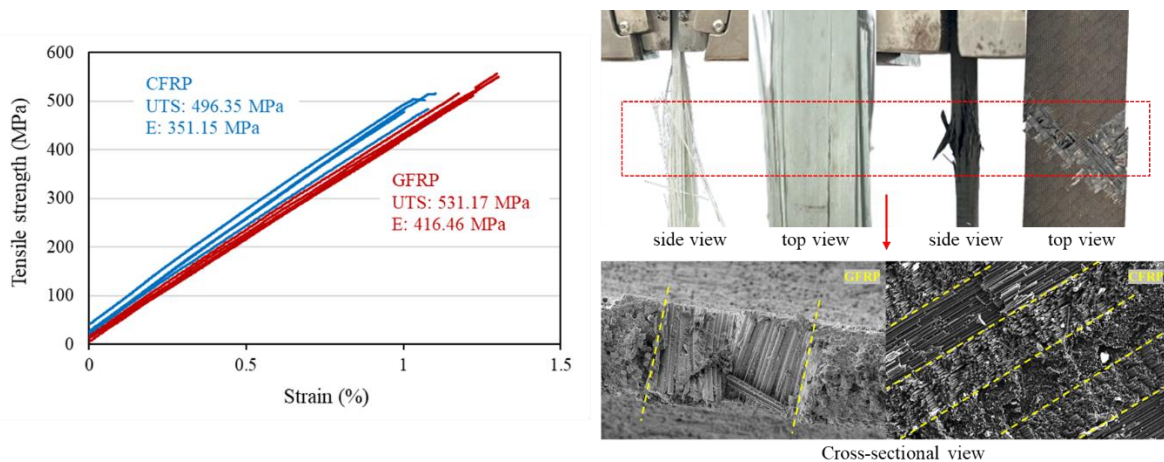 600
500
400
300
200
100
0
Tensile strength (MPa)
CFRP
UTS: 496.35 MPa
E: 351.15 MPa
GFRP
UTS: 531.17 MPa
E: 416.46 MPa
0
0.5
1
1.5
Strain (%)
side view
top view
side view
top view
GFRP
CFRP
Cross-sectional view